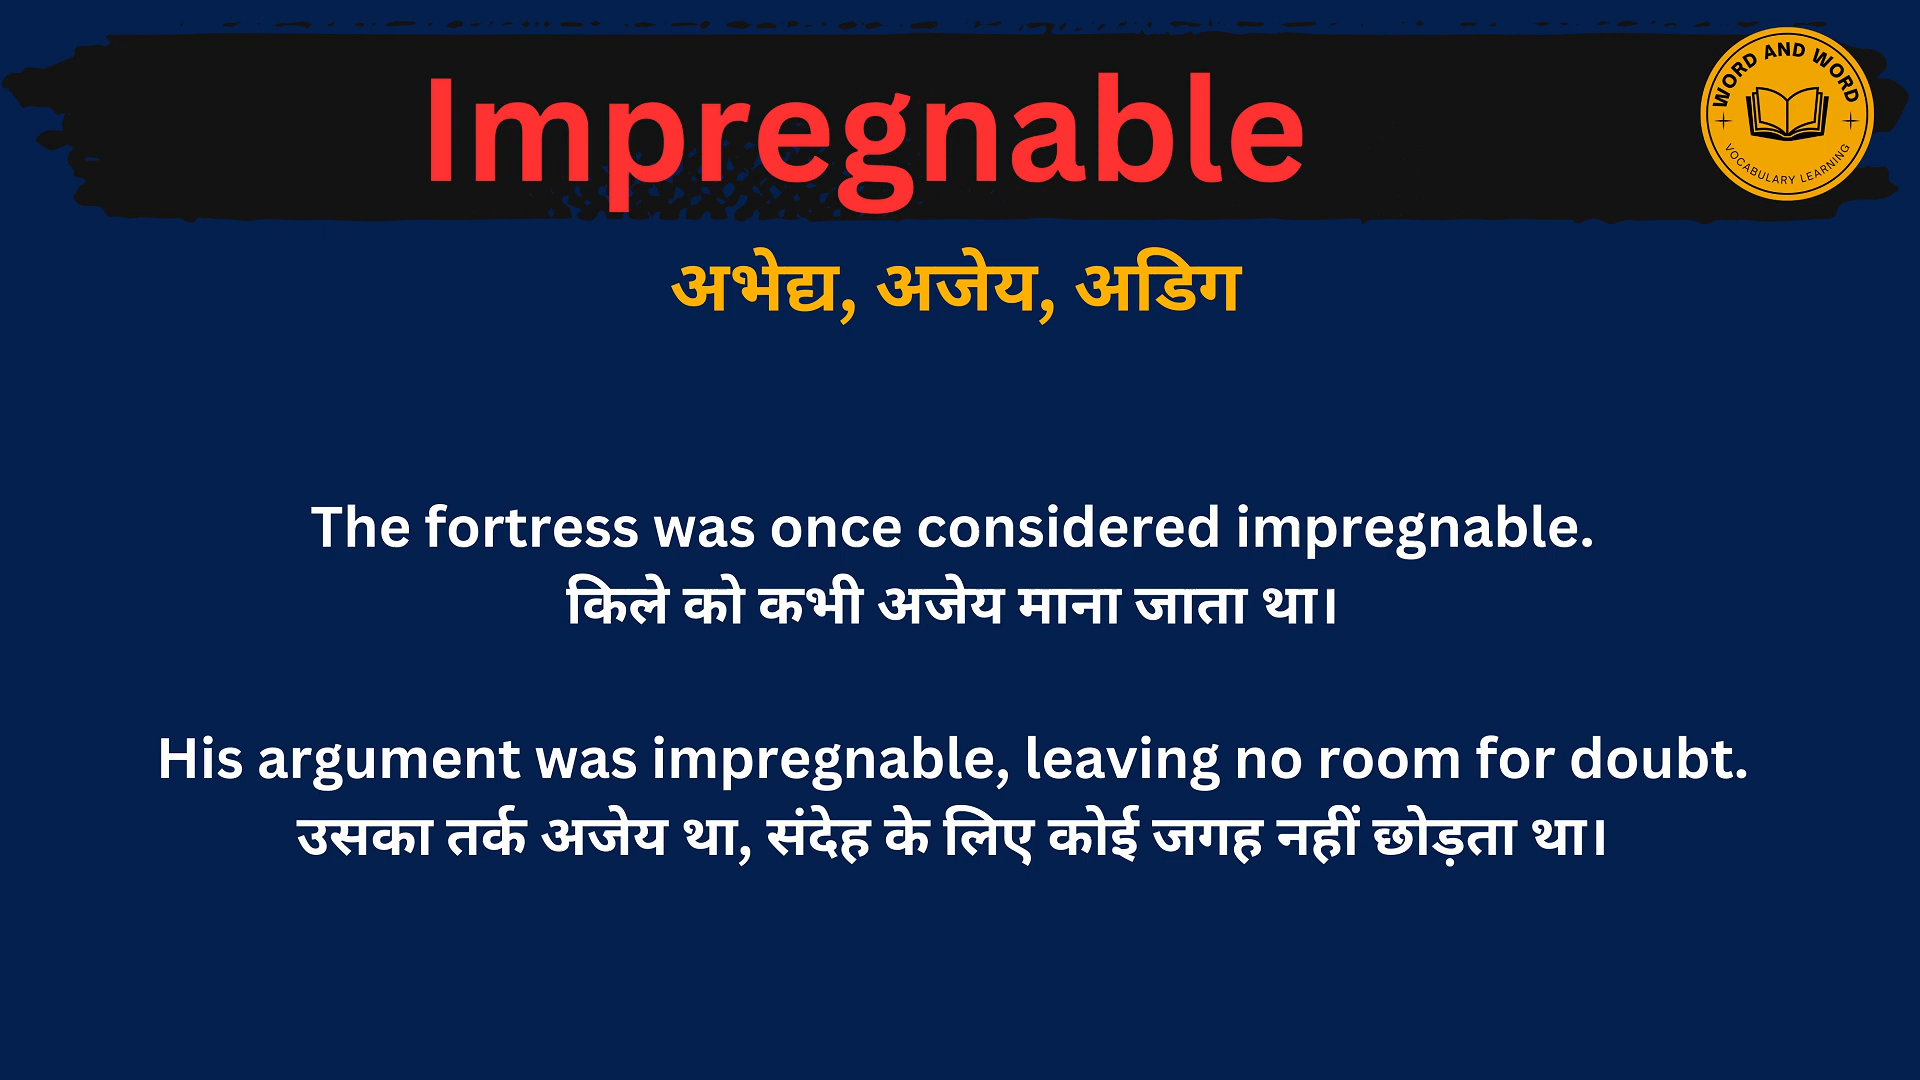 Impregnable
WORD AND WORD
VOCABULARY LEARNING
अभेद्य, अजेय, अडिग
The fortress was once considered impregnable.
किले को कभी अजेय माना जाता था।
His argument was impregnable, leaving no room for doubt.
उसका तर्क अजेय था, संदेह के लिए कोई जगह नहीं छोड़ता था।